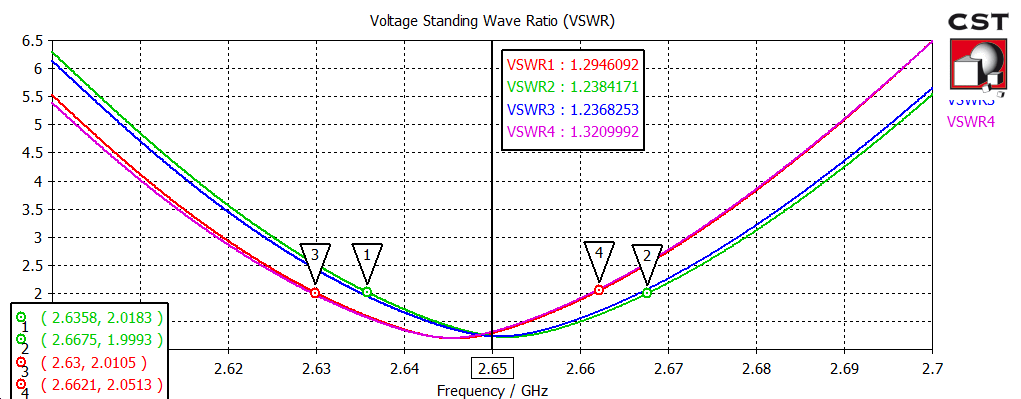 Voltage Standing Wave Ratio (VSWR)
CST
6.5
6
5.5
5
4.5
4
3.5
3
2.5
2
VSWR1 : 1.2946092
VSWR2 : 1.2384171
VSWR3 : 1.2368253
VSWR4 : 1.3209992
VSWR3
VSWR4
3
1
4
2
1 ( 2.6358, 2.0183 )
2 ( 2.6675, 1.9993 )
3 ( 2.63, 2.0105 )
4 ( 2.6621, 2.0513 )
2.62
2.63
2.64
2.65
2.66
2.67
2.68
2.69
2.7
Frequency / GHz